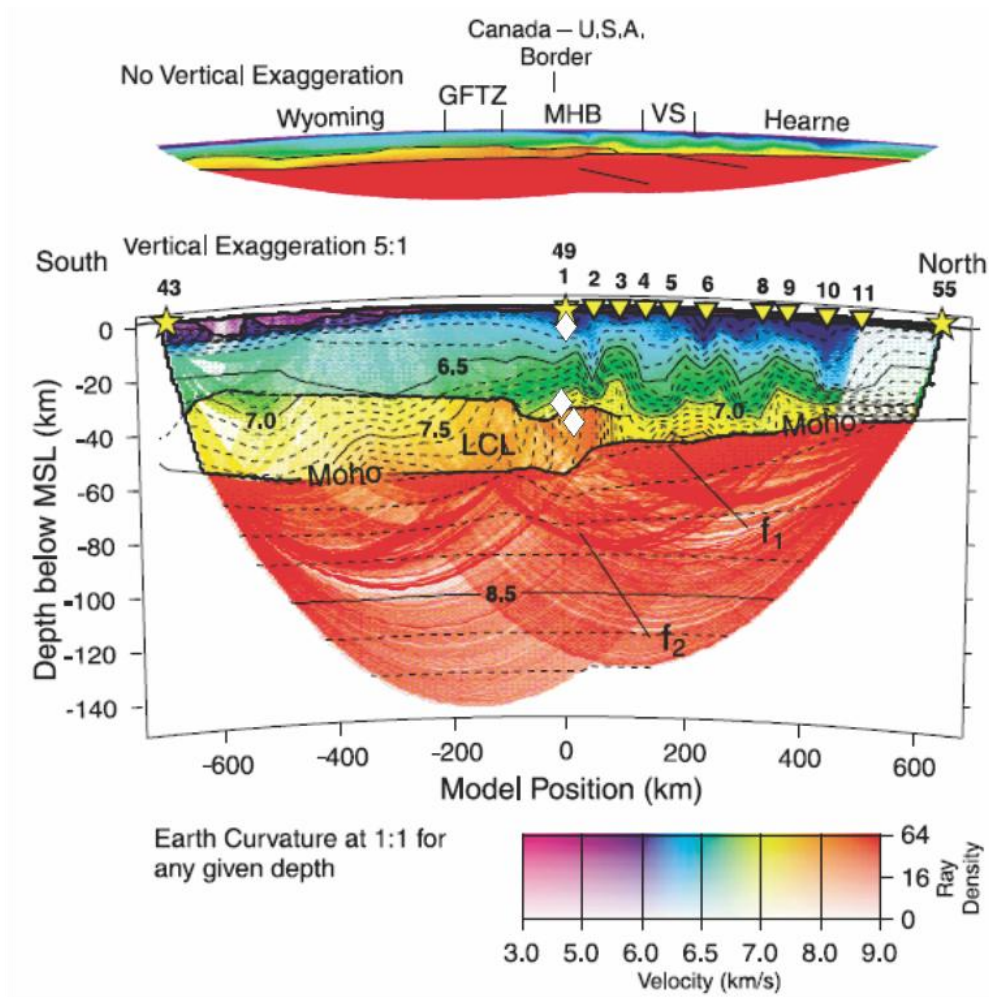 Canada – U.S.A.
Border
No Vertical Exaggeration
GFTZ
Wyoming
MHB
VS
Hearne
Vertical Exaggeration 5:1
South
North
43
49
1 2 3 4 5 6 8 9 10 11
55
0
-20
-40
-60
-80
-100
-120
-140
Depth below MSL (km)
6.5
7.0
7.0
7.5
LCL
Moho
Moho
f1
8.5
f2
-600 -400 -200 0 200 400 600
Model Position (km)
Earth Curvature at 1:1 for
any given depth
64
16
0
Ray
Density
3.0 5.0 6.0 6.5 7.0 8.0 9.0
Velocity (km/s)